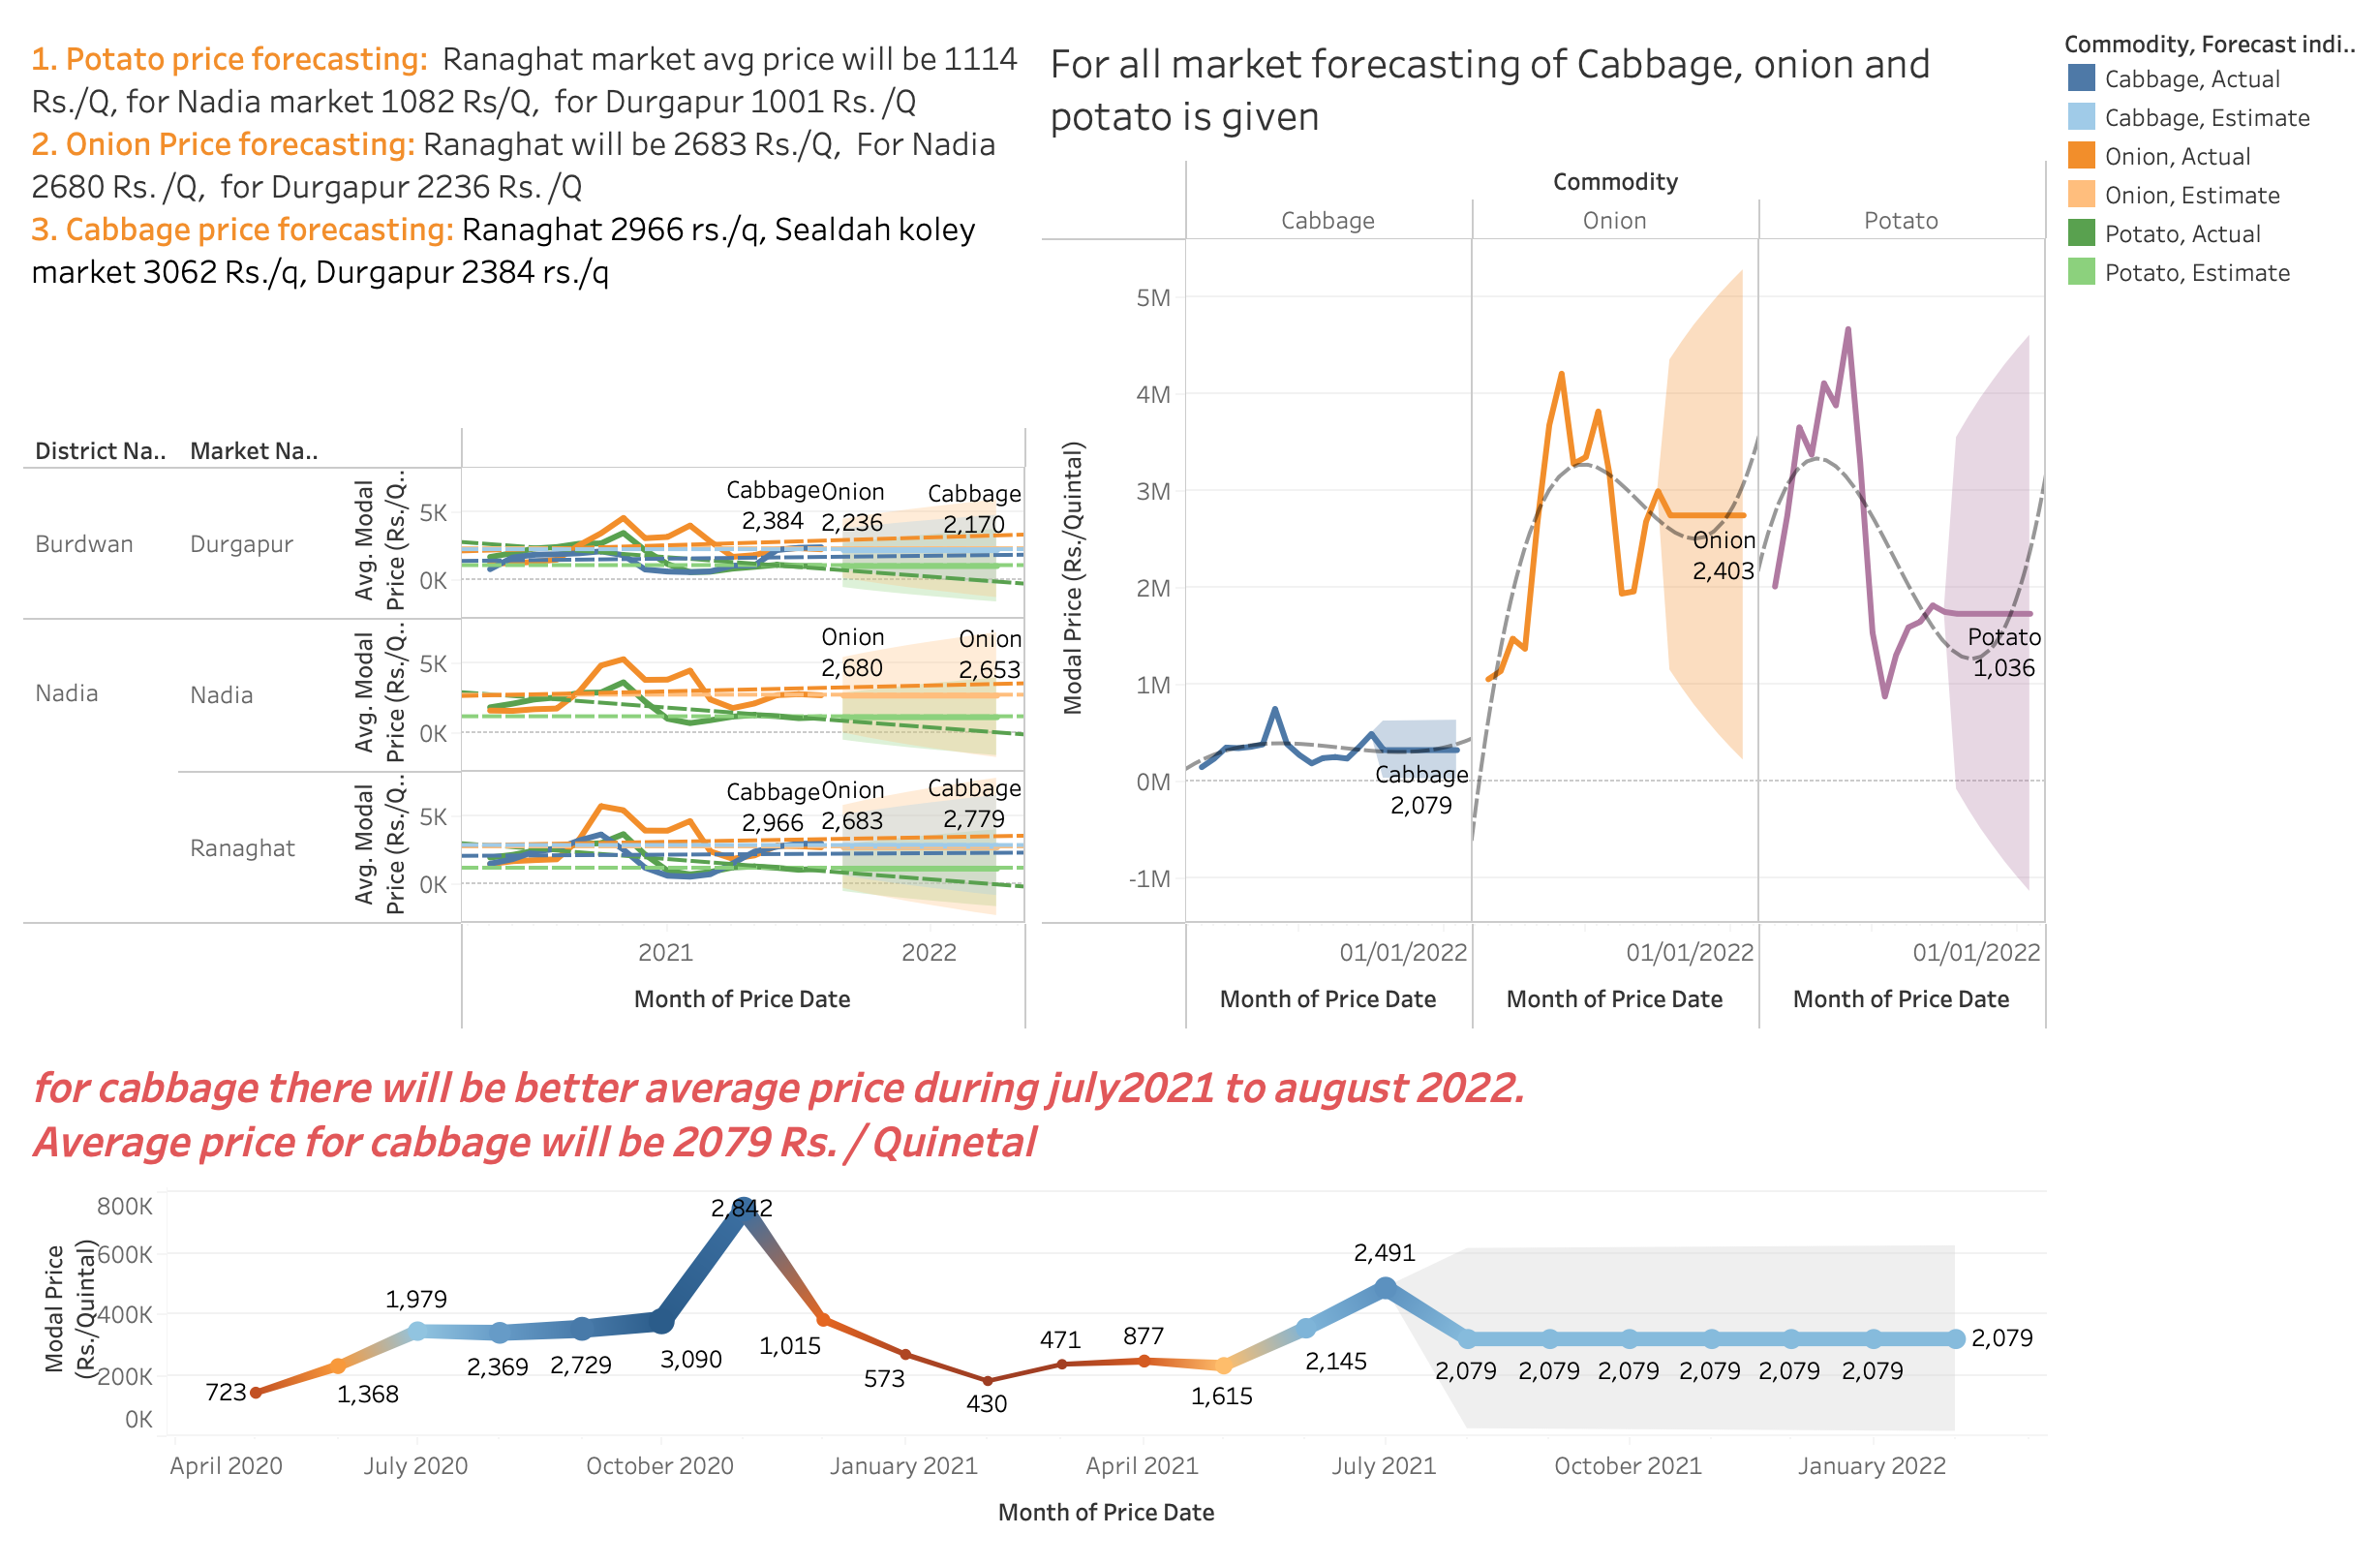 1. Potato price forecasting: Ranaghat market avg price will be 1114
Rs./Q, for Nadia market 1082 Rs/Q, for Durgapur 1001 Rs. /Q
2. Onion Price forecasting: Ranaghat will be 2683 Rs./Q, For Nadia
2680 Rs. /Q, for Durgapur 2236 Rs. /Q
3. Cabbage price forecasting: Ranaghat 2966 rs./q, Sealdah koley
market 3062 Rs./q, Durgapur 2384 rs./q
For all market forecasting of Cabbage, onion and
potato is given
Commodity, Forecast indi..
Cabbage, Actual
Cabbage, Estimate
Onion, Actual
Onion, Estimate
Potato, Actual
Potato, Estimate
District Na.. Market Na..
Burdwan Durgapur
Avg. Modal
Price (Rs./Q..
5K
0K
Cabbage Onion Cabbage
2,384 2,236 2,170
Nadia Nadia
Avg. Modal
Price (Rs./Q..
5K
0K
Onion Onion
2,680 2,653
Ranaghat
Avg. Modal
Price (Rs./Q..
5K
0K
Cabbage Onion Cabbage
2,966 2,683 2,779
2021 2022
Month of Price Date
Commodity
Cabbage Onion Potato
Modal Price (Rs./Quintal)
5M
4M
3M
2M
1M
0M
-1M
Onion
2,403
Potato
1,036
Cabbage
2,079
01/01/2022 01/01/2022 01/01/2022
Month of Price Date Month of Price Date Month of Price Date
for cabbage there will be better average price during july2021 to august 2022.
Average price for cabbage will be 2079 Rs. / Quinetal
Modal Price
(Rs./Quintal)
800K
600K
400K
200K
0K
723 1,368 1,979 2,369 2,729 3,090 2,842 1,015 573 430 471 877 1,615 2,145 2,491 2,079 2,079 2,079 2,079 2,079 2,079 2,079
April 2020 July 2020 October 2020 January 2021 April 2021 July 2021 October 2021 January 2022
Month of Price Date